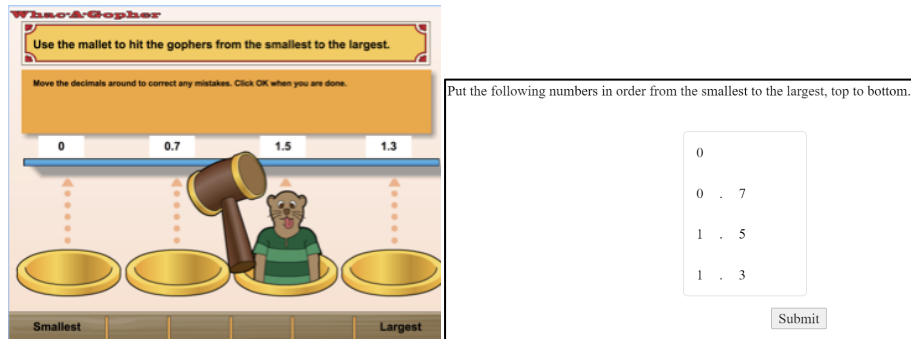 Whac-A-Gopher
Use the mallet to hit the gophers from the smallest to the largest.
Move the decimals around to correct any mistakes. Click OK when you are done.
0 0.7 1.5 1.3
Smallest Largest
Put the following numbers in order from the smallest to the largest, top to bottom.
0
0 . 7
1 . 5
1 . 3
Submit